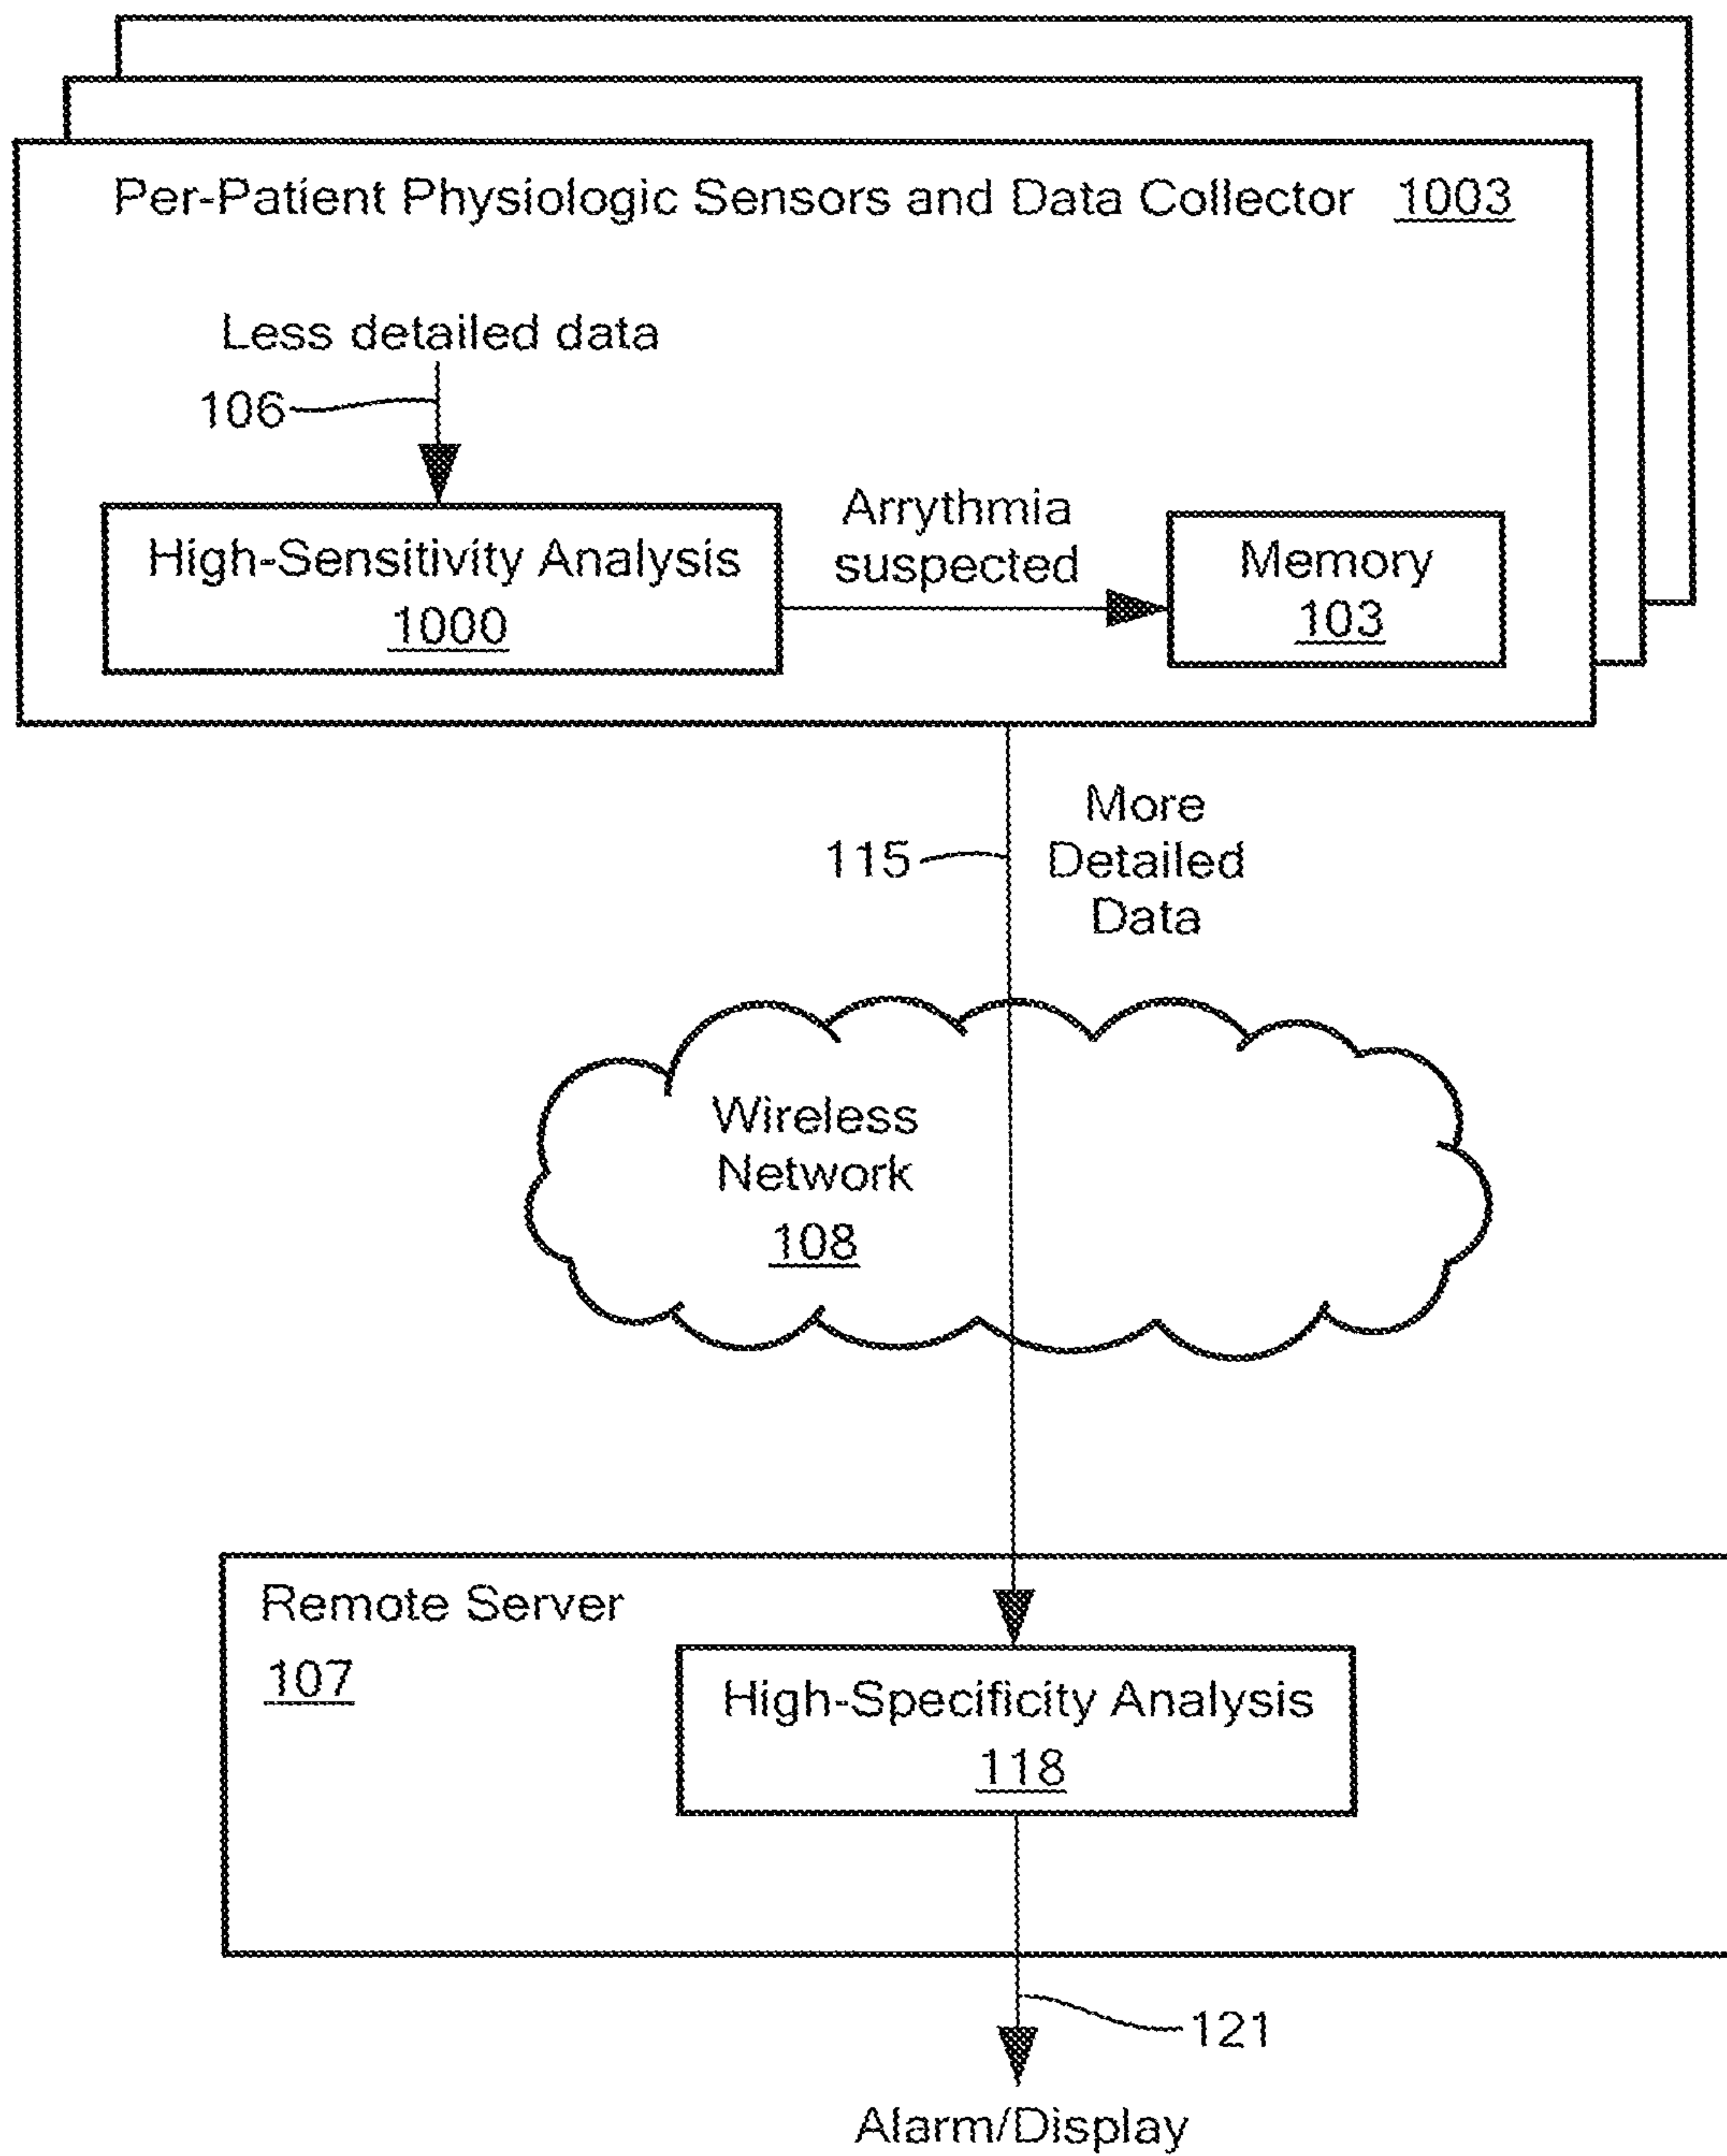 Per-Patient Physiologic Sensors and Data Collector 1003
Less detailed data
106
High-Sensitivity Analysis
1000
Arrythmia
suspected
Memory
103
115
More
Detailed
Data
Wireless
Network
108
Remote Server
107
High-Specificity Analysis
118
121
Alarm/Display